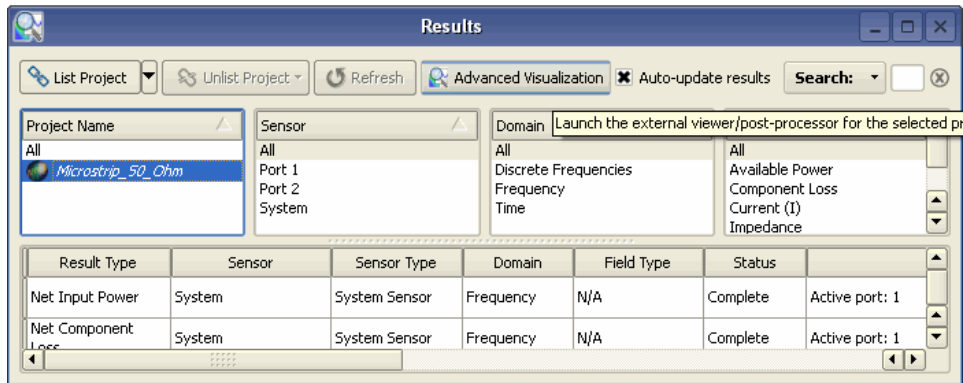 Results
List Project Unlist Project Refresh Advanced Visualization Auto-update results Search:
Project Name Sensor Domain Launch the external viewer/post-processor for the selected pr
All All All All
Microstrip_50_Ohm Port 1 Discrete Frequencies Available Power
Port 2 Frequency Component Loss
System Time Current (I)
Impedance
Result Type Sensor Sensor Type Domain Field Type Status
Net Input Power System System Sensor Frequency N/A Complete Active port: 1
Net Component
Loss System System Sensor Frequency N/A Complete Active port: 1